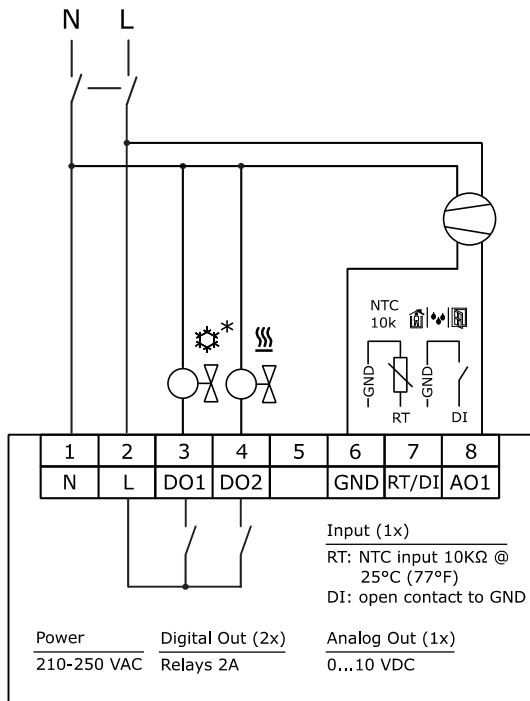 N L
NTC
10k
GND
GND
RT
DI
1 2 3 4 5 6 7 8
N L DO1 DO2 GND RT/DI AO1
Input (1x)
RT: NTC input 10KΩ @
25°C (77°F)
DI: open contact to GND
Power
210-250 VAC
Digital Out (2x)
Relays 2A
Analog Out (1x)
0...10 VDC
*